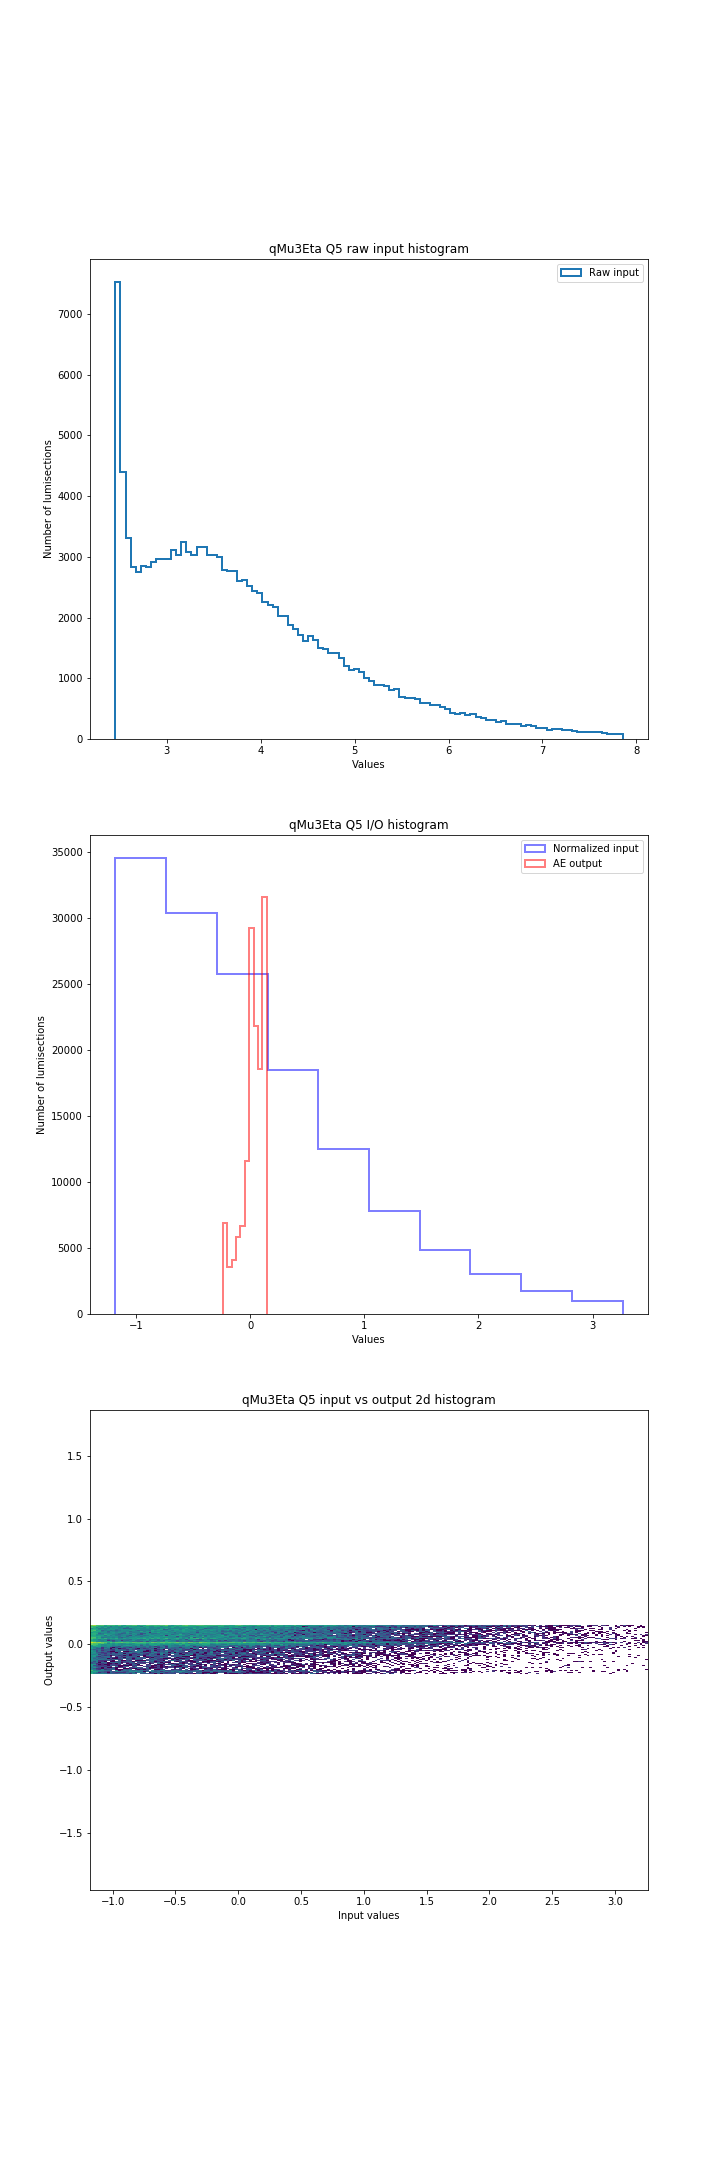 qMu3Eta Q5 raw input histogram
Raw input
7000
6000
5000
4000
3000
2000
1000
0
Number of lumisections
3 4 5 6 7 8
Values
qMu3Eta Q5 I/O histogram
Normalized input
AE output
35000
30000
25000
20000
15000
10000
5000
0
Number of lumisections
−1 0 1 2 3
Values
qMu3Eta Q5 input vs output 2d histogram
1.5
1.0
0.5
0.0
−0.5
−1.0
−1.5
Output values
−1.0 −0.5 0.0 0.5 1.0 1.5 2.0 2.5 3.0
Input values